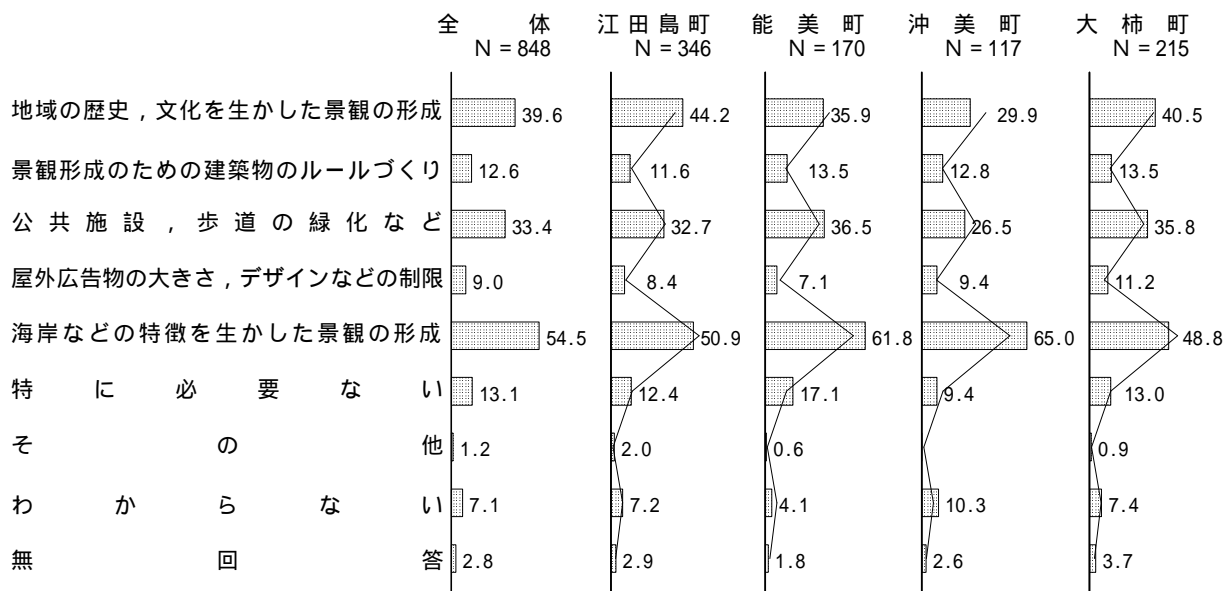 全体 江田島町 能美町 沖美町 大柿町
N＝848 N＝346 N＝170 N＝117 N＝215
地域の歴史，文化を生かした景観の形成 39.6 44.2 35.9 29.9 40.5
景観形成のための建築物のルールづくり 12.6 11.6 13.5 12.8 13.5
公共施設，歩道の緑化など 33.4 32.7 36.5 26.5 35.8
屋外広告物の大きさ，デザインなどの制限 9.0 8.4 7.1 9.4 11.2
海岸などの特徴を生かした景観の形成 54.5 50.9 61.8 65.0 48.8
特に必要ない 13.1 12.4 17.1 9.4 13.0
その他 1.2 2.0 0.6 0.9
わからない 7.1 7.2 4.1 10.3 7.4
無回答 2.8 2.9 1.8 2.6 3.7